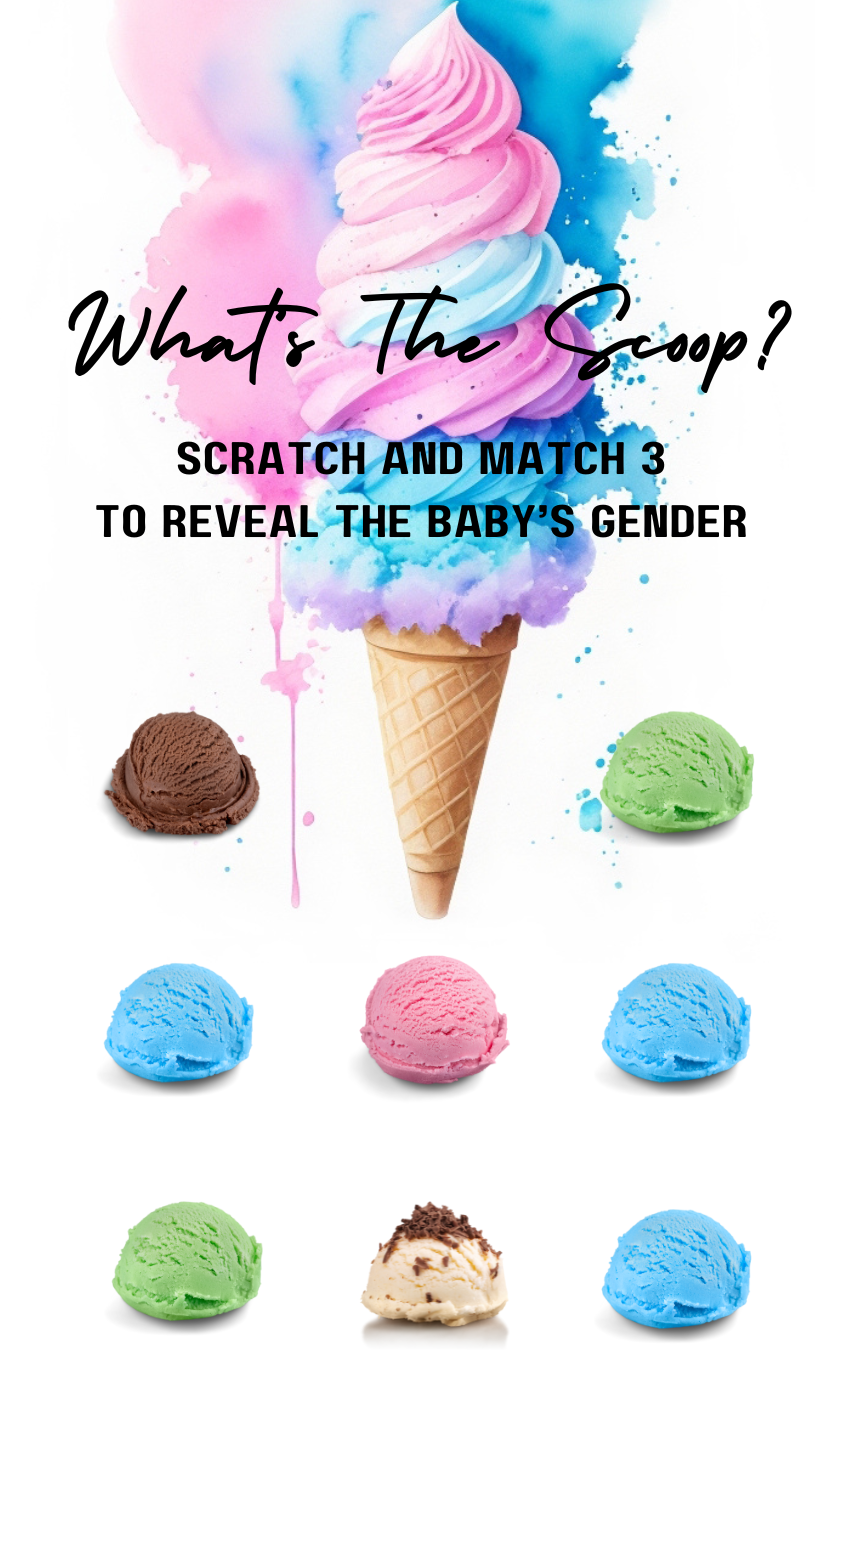 What's The Scoop?
SCRATCH AND MATCH 3
TO REVEAL THE BABY'S GENDER